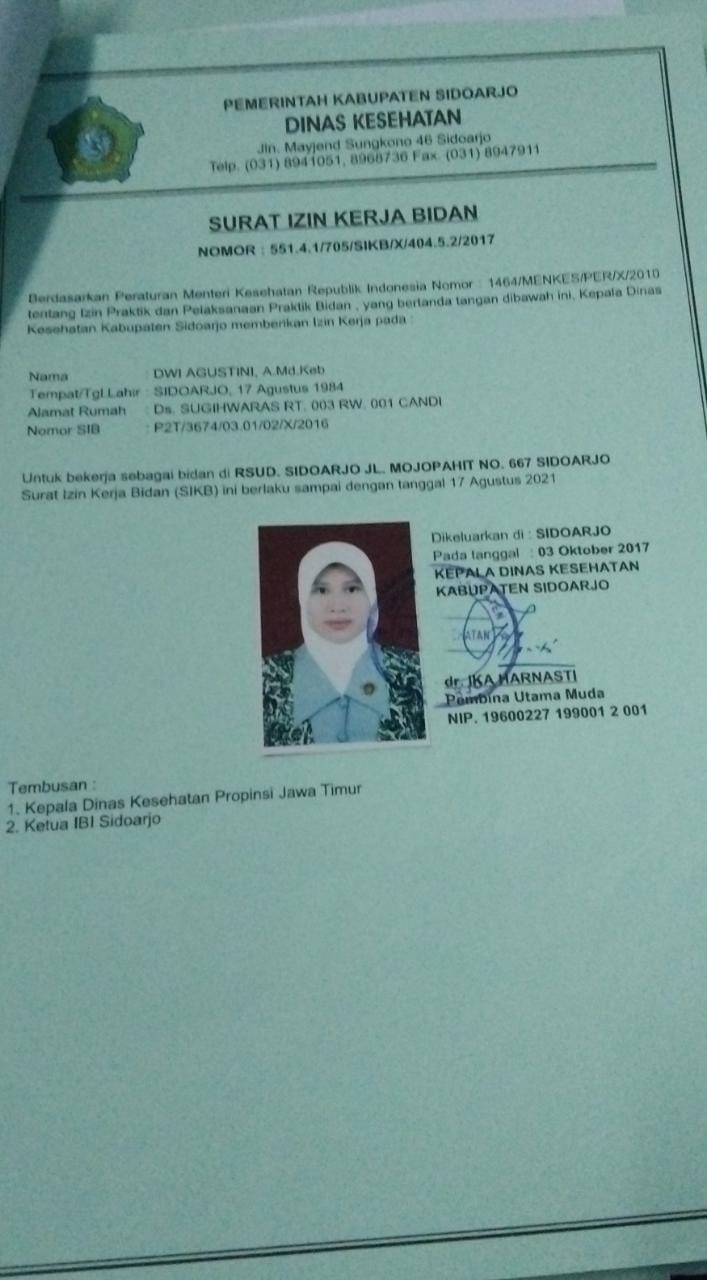 PEMERINTAH KABUPATEN SIDOARJO
DINAS KESEHATAN
Jln. Mayjend Sungkono 46 Sidoarjo
Telp. (031) 8941051, 8968736 Fax. (031) 8947911
SURAT IZIN KERJA BIDAN
NOMOR : 551.4.1/705/SIKB/X/404.5.2/2017
Berdasarkan Peraturan Menteri Kesehatan Republik Indonesia Nomor : 1464/MENKES/PER/X/2010
tentang Izin Praktik dan Pelaksanaan Praktik Bidan , yang bertanda tangan dibawah ini, Kepala Dinas
Kesehatan Kabupaten Sidoarjo memberikan Izin Kerja pada :
Nama : DWI AGUSTINI, A.Md.Keb
Tempat/Tgl.Lahir : SIDOARJO, 17 Agustus 1984
Alamat Rumah : Ds. SUGIHWARAS RT. 003 RW. 001 CANDI
Nomor SIB : P2T/3674/03.01/02/X/2016
Untuk bekerja sebagai bidan di RSUD. SIDOARJO JL. MOJOPAHIT NO. 667 SIDOARJO
Surat Izin Kerja Bidan (SIKB) ini berlaku sampai dengan tanggal 17 Agustus 2021
Dikeluarkan di : SIDOARJO
Pada tanggal : 03 Oktober 2017
KEPALA DINAS KESEHATAN
KABUPATEN SIDOARJO
dr. IKA HARNASTI
Pembina Utama Muda
NIP. 19600227 199001 2 001
Tembusan :
1. Kepala Dinas Kesehatan Propinsi Jawa Timur
2. Ketua IBI Sidoarjo